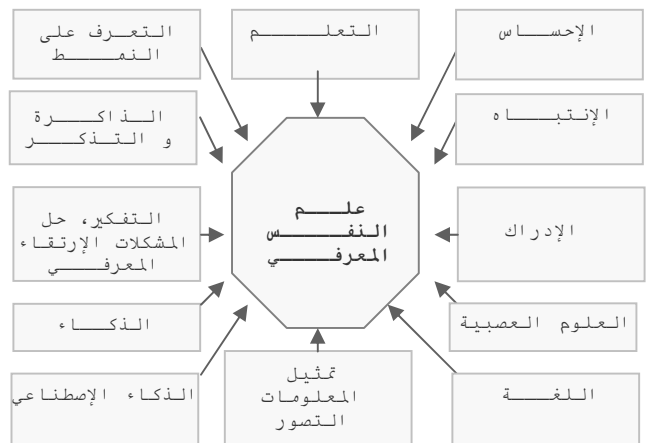 الإحساس
التعلم
التعرف على
النمط
الإنتباه
الذاكرة
و التذكر
علم
النفس
المعرفي
الإدراك
التفكير، حل
المشكلات الإرتقاء
المعرفي
العلوم العصبية
الذكاء
اللغة
تمثيل
المعلومات
التصور
الذكاء الإصطناعي